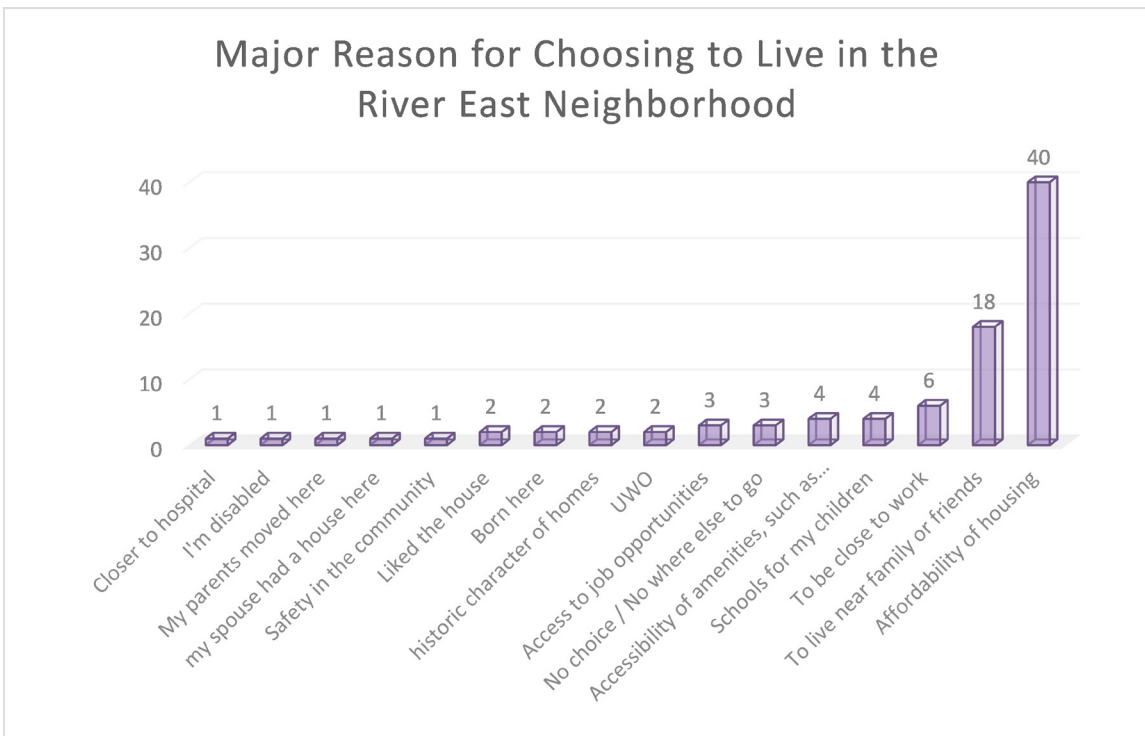 Major Reason for Choosing to Live in the
River East Neighborhood
40
30
20
10
0
1
1
1
1
1
2
2
2
2
3
3
4
4
6
18
40
Closer to hospital
I'm disabled
My parents moved here
my spouse had a house here
Safety in the community
Liked the house
Born here
historic character of homes
UWO
Access to job opportunities
No choice / No where else to go
Accessibility of amenities, such as...
Schools for my children
To be close to work
To live near family or friends
Affordability of housing